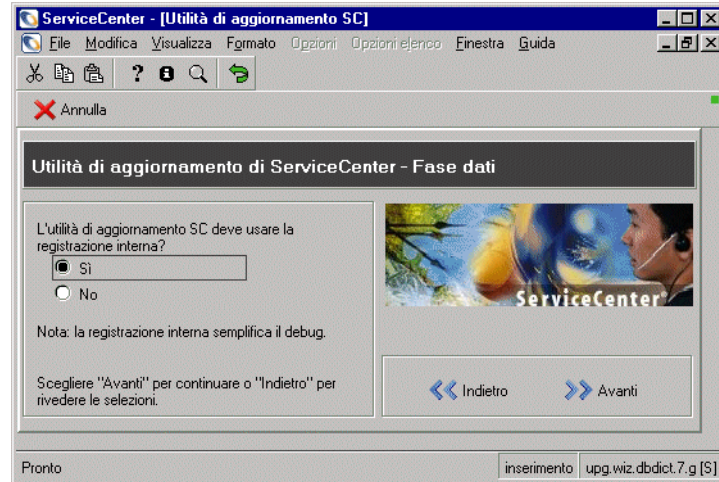 ServiceCenter - [Utilità di aggiornamento SC]
File Modifica Visualizza Formato Opzioni Opzioni elenco Finestra Guida
Annulla
Utilità di aggiornamento di ServiceCenter - Fase dati
L'utilità di aggiornamento SC deve usare la
registrazione interna?
Sì
No
Nota: la registrazione interna semplifica il debug.
Scegliere "Avanti" per continuare o "Indietro" per
rivedere le selezioni.
ServiceCenter®
Indietro Avanti
Pronto inserimento upg.wiz.dbdict.7.g [S]